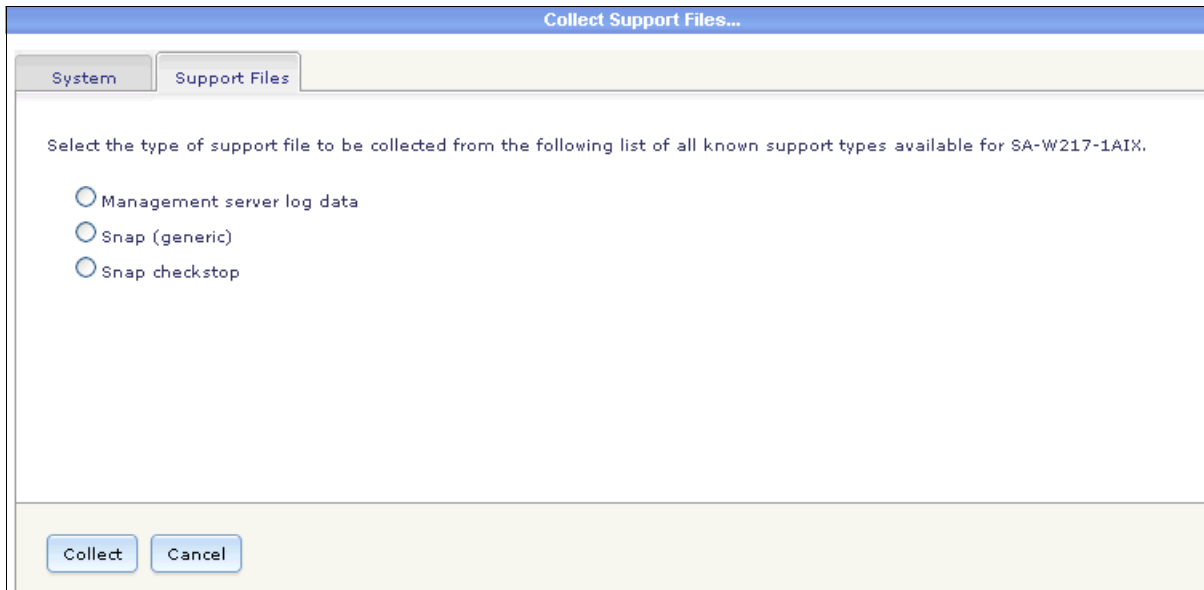 Collect Support Files...
System
Support Files
Select the type of support file to be collected from the following list of all known support types available for SA-W217-1AIX.
Management server log data
Snap (generic)
Snap checkstop
Collect
Cancel